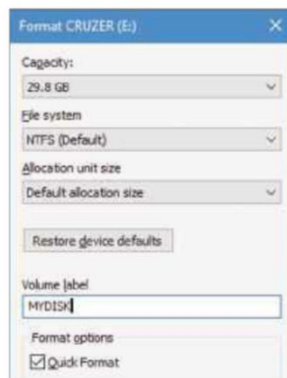 Format CRUZER (E:)
Capacity:
29.8 GB
File system
NTFS (Default)
Allocation unit size
Default allocation size
Restore device defaults
Volume label
MYDISK
Format options
Quick Format